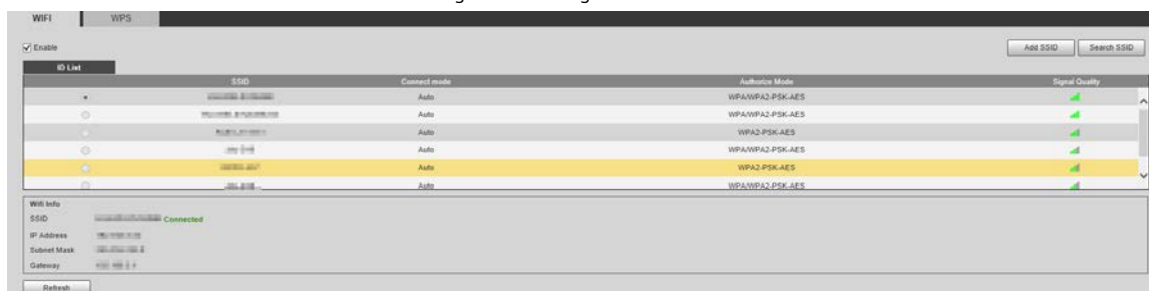 WIFI WPS
Enable Add SSID Search SSID
ID List
SSID Connect mode Authorize Mode Signal Quality
Auto WPA/WPA2-PSK-AES
Auto WPA/WPA2-PSK-AES
Auto WPA2-PSK-AES
Auto WPA/WPA2-PSK-AES
Auto WPA2-PSK-AES
Auto WPA/WPA2-PSK-AES
Wifi Info
SSID Connected
IP Address
Subnet Mask
Gateway
Refresh